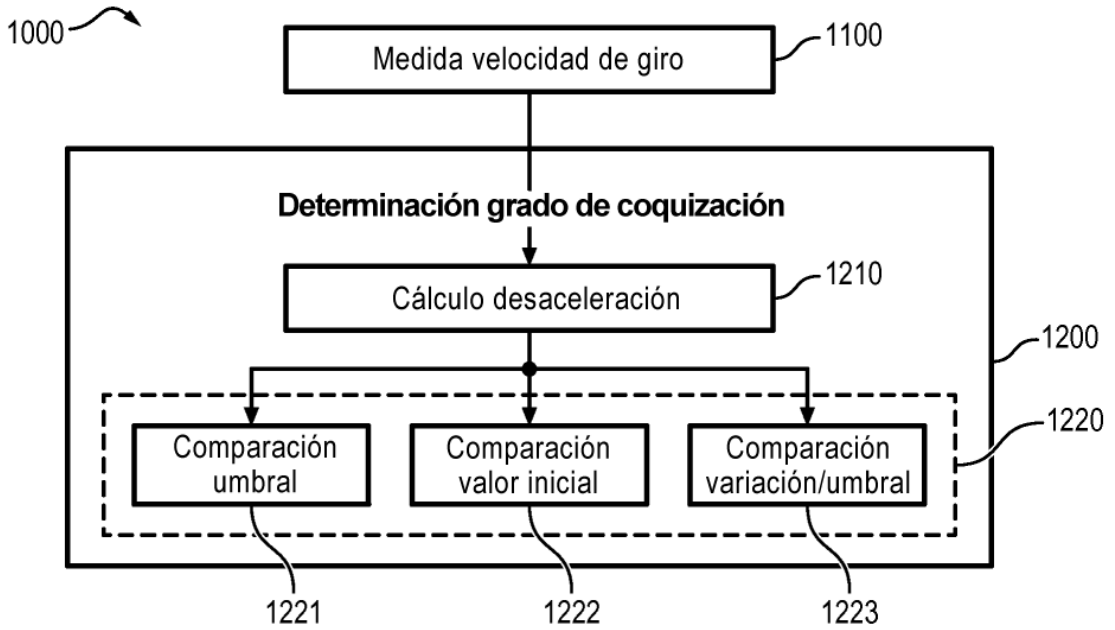 1000
Medida velocidad de giro
1100
Determinación grado de coquización
Cálculo desaceleración
1210
1200
1220
Comparación
umbral
Comparación
valor inicial
Comparación
variación/umbral
1221
1222
1223